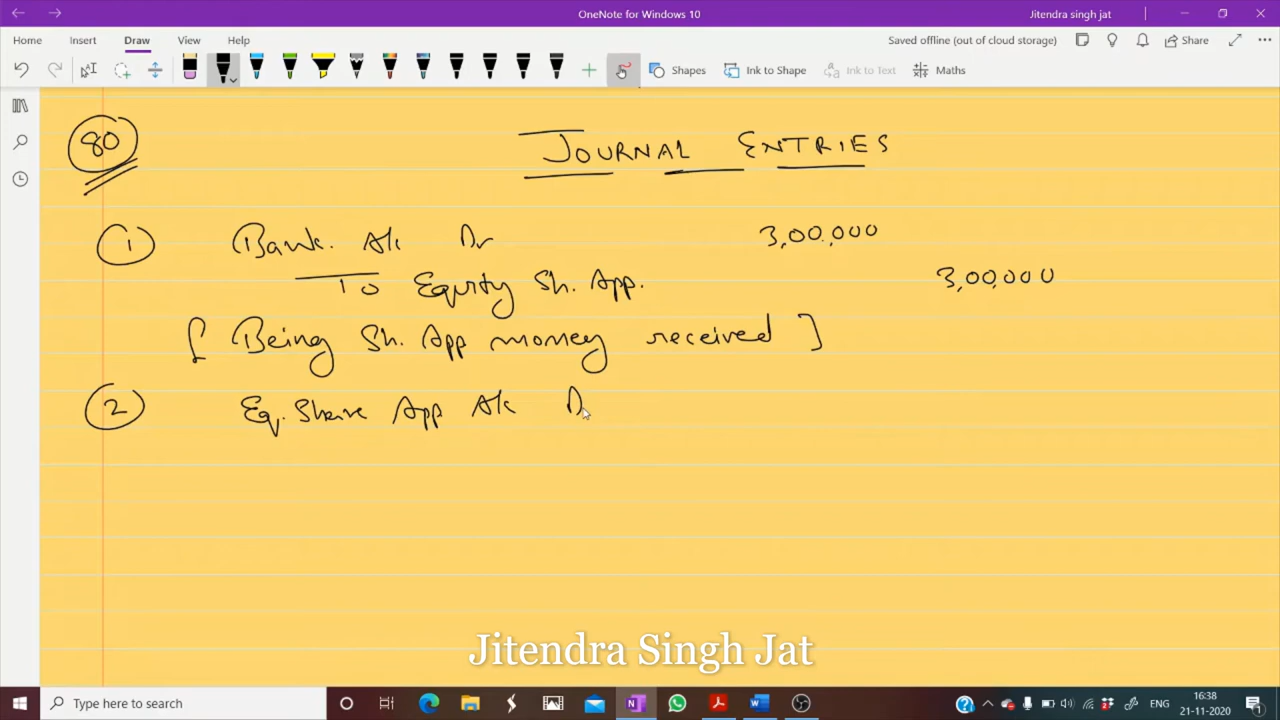 OneNote for Windows 10
Jitendra singh jat
Home Insert Draw View Help
Saved offline (out of cloud storage)
Share
Shapes
Ink to Shape
Ink to Text
Maths
80
JOURNAL ENTRIES
1 Bank. A/c Dr 3,00,000
To Equity Sh. App. 3,00,000
[ Being Sh. App money received ]
2 Eq. Share App A/c D
Jitendra Singh Jat
Type here to search
ENG
16:38
21-11-2020
1